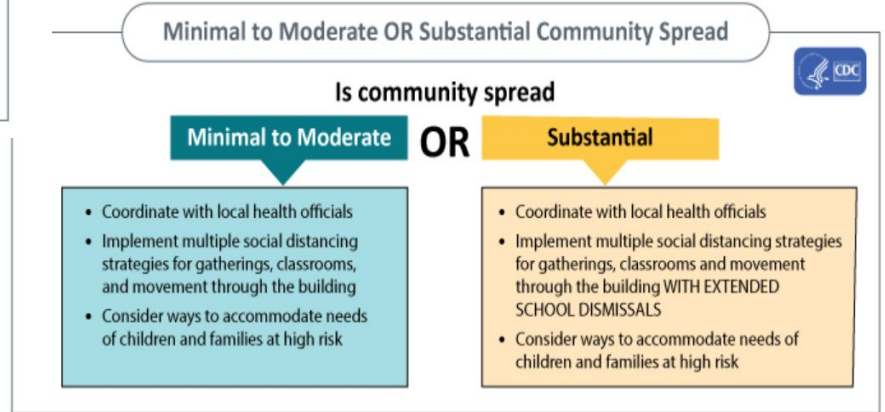 Minimal to Moderate OR Substantial Community Spread
CDC
Is community spread
Minimal to Moderate
OR
Substantial
• Coordinate with local health officials
• Implement multiple social distancing
strategies for gatherings, classrooms,
and movement through the building
• Consider ways to accommodate needs
of children and families at high risk
• Coordinate with local health officials
• Implement multiple social distancing strategies
for gatherings, classrooms and movement
through the building WITH EXTENDED
SCHOOL DISMISSALS
• Consider ways to accommodate needs of
children and families at high risk